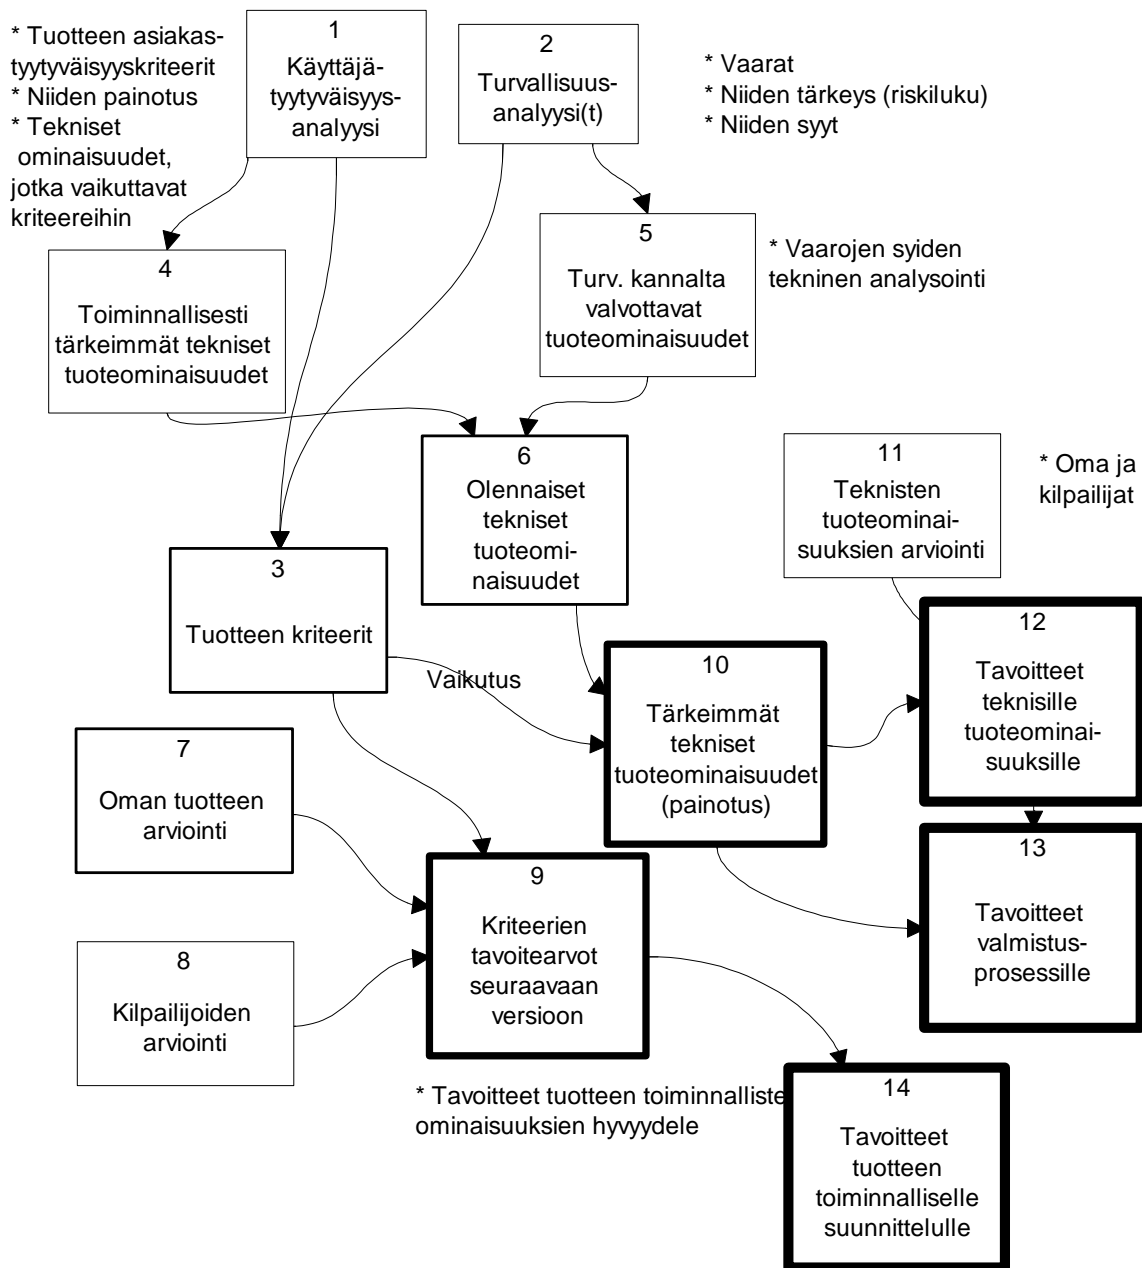 * Tuotteen asiakas-
tyytyväisyyskriteerit
* Niiden painotus
* Tekniset
ominaisuudet,
jotka vaikuttavat
kriteereihin
1
Käyttäjä-
tyytyväisyys-
analyysi
2
Turvallisuus-
analyysi(t)
* Vaarat
* Niiden tärkeys (riskiluku)
* Niiden syyt
4
Toiminnallisesti
tärkeimmät tekniset
tuoteominaisuudet
5
Turv. kannalta
valvottavat
tuoteominaisuudet
* Vaarojen syiden
tekninen analysointi
6
Olennaiset
tekniset
tuoteomi-
naisuudet
11
Teknisten
tuoteominai-
suuksien arviointi
* Oma ja
kilpailijat
3
Tuotteen kriteerit
Vaikutus
10
Tärkeimmät
tekniset
tuoteominaisuudet
(painotus)
12
Tavoitteet
teknisille
tuoteominai-
suuksille
7
Oman tuotteen
arviointi
9
Kriteerien
tavoitearvot
seuraavaan
versioon
13
Tavoitteet
valmistus-
prosessille
8
Kilpailijoiden
arviointi
* Tavoitteet tuotteen toiminnalliste
ominaisuuksien hyvyydele
14
Tavoitteet
tuotteen
toiminnalliselle
suunnittelulle